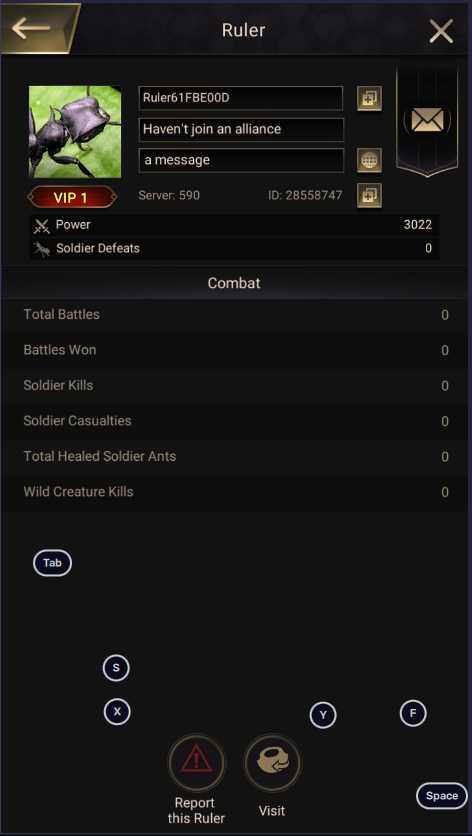 Ruler
Ruler61FBE00D
Haven't join an alliance
a message
VIP 1
Server: 590 ID: 28558747
Power 3022
Soldier Defeats 0
Combat
Total Battles 0
Battles Won 0
Soldier Kills 0
Soldier Casualties 0
Total Healed Soldier Ants 0
Wild Creature Kills 0
Tab
S
X Y F
Space
Report
this Ruler
Visit